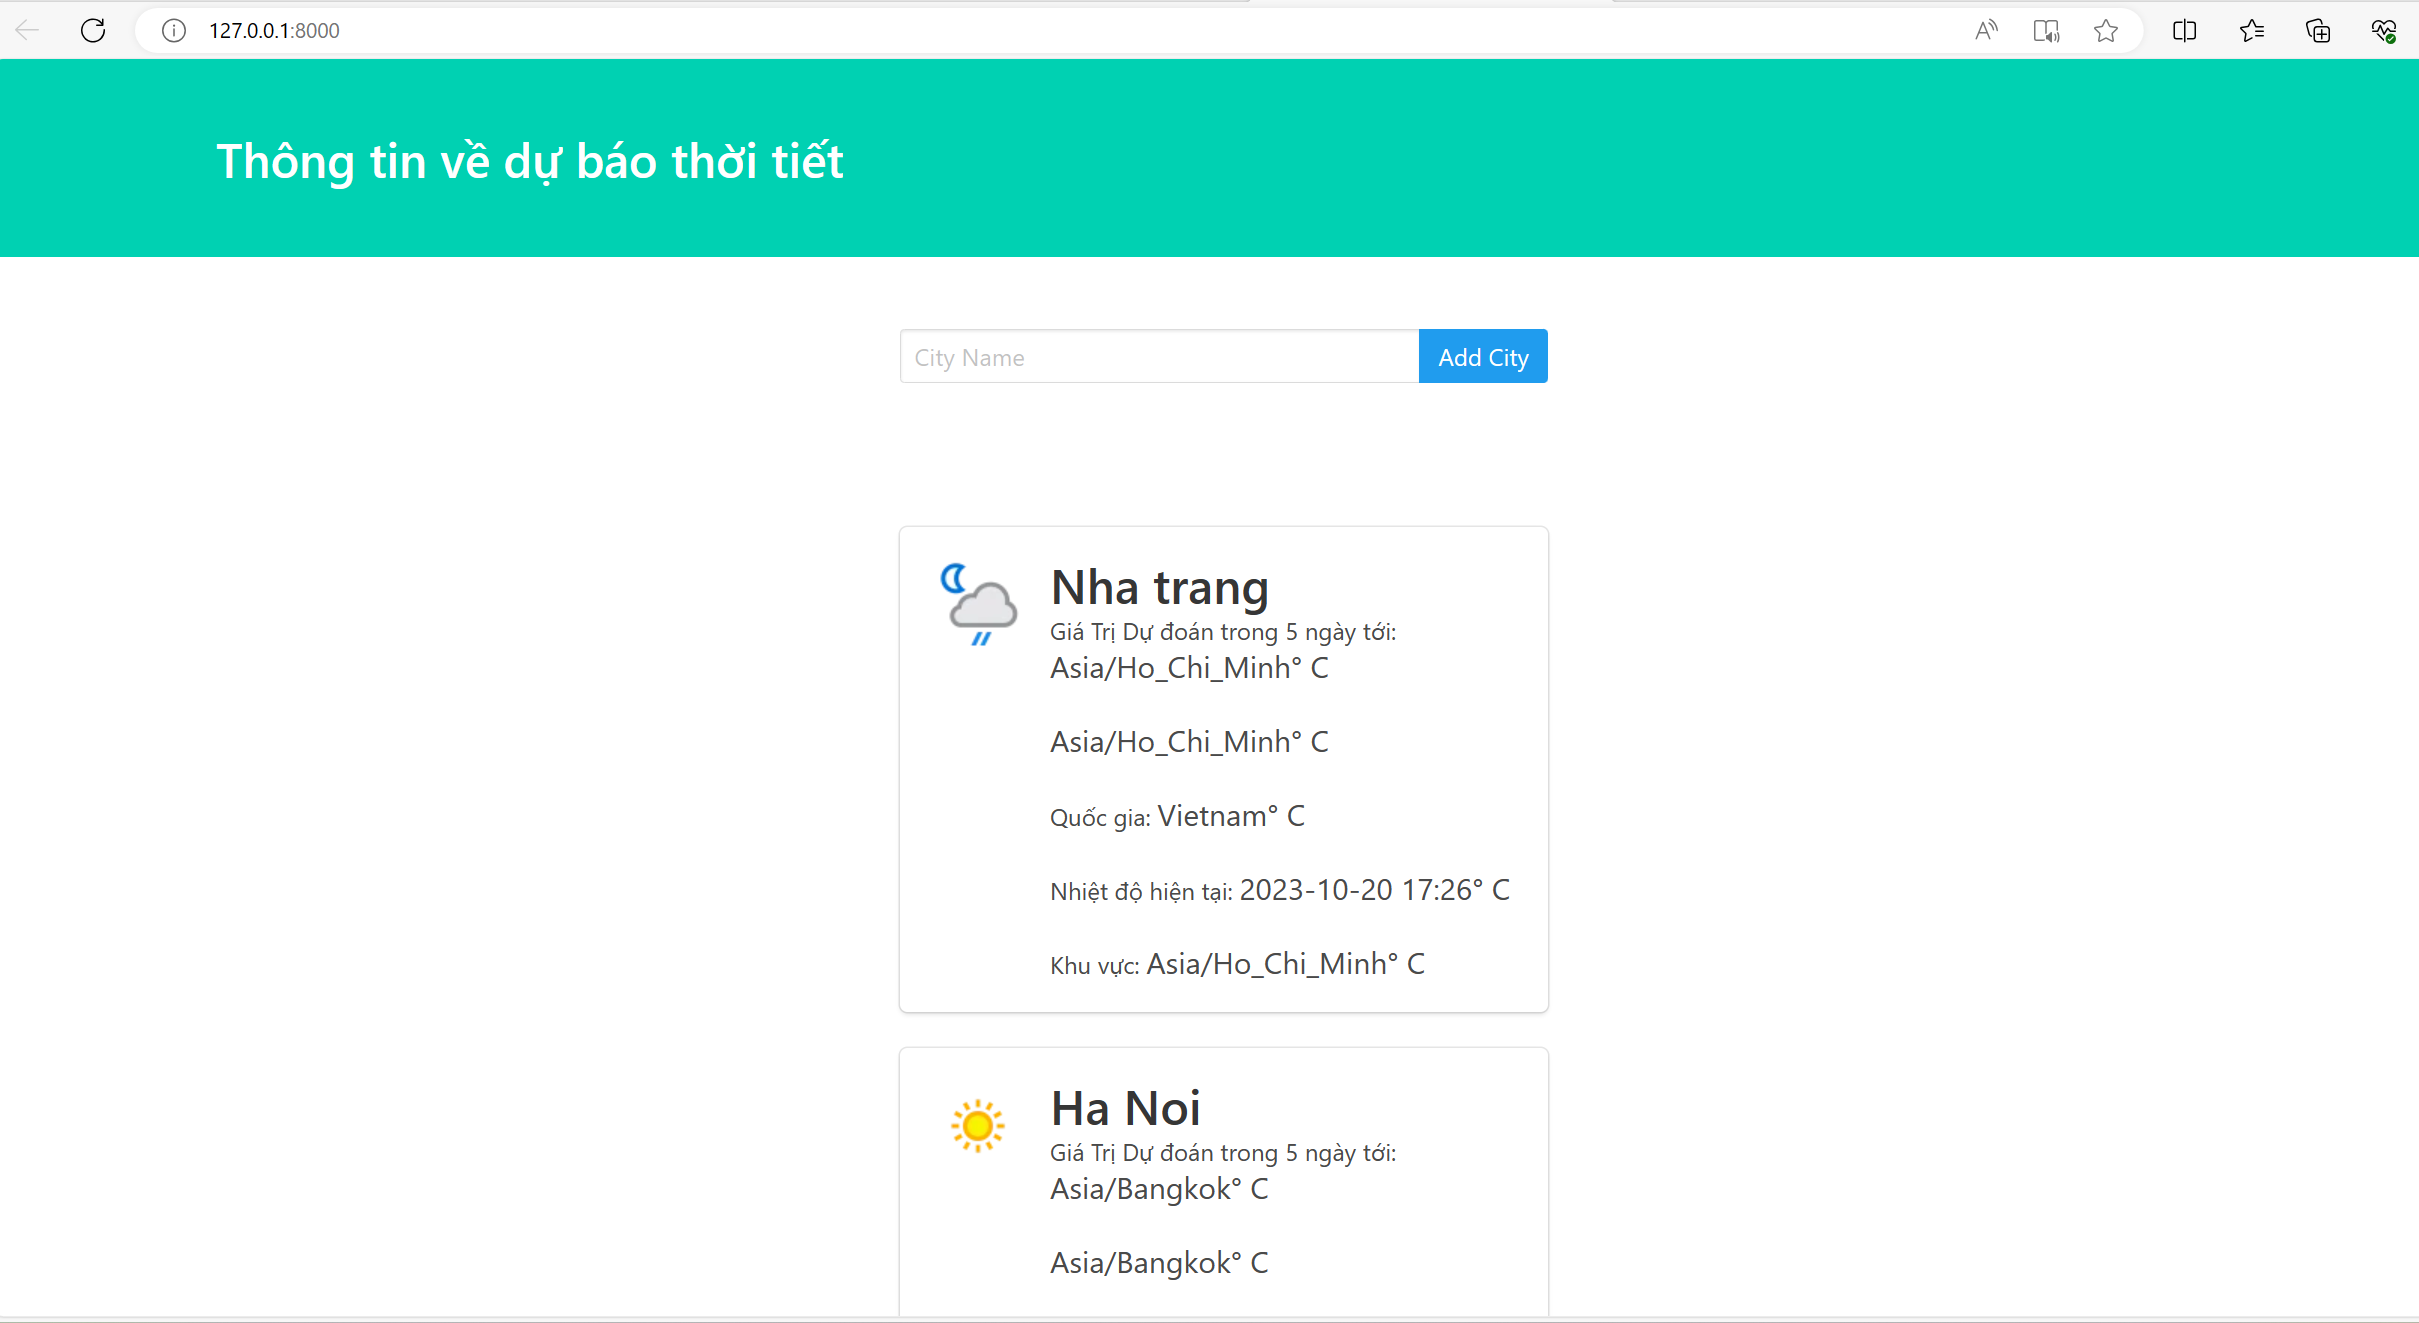 127.0.0.1:8000
Thông tin về dự báo thời tiết
City Name
Add City
Nha trang
Giá Trị Dự đoán trong 5 ngày tới:
Asia/Ho_Chi_Minh° C
Asia/Ho_Chi_Minh° C
Quốc gia: Vietnam° C
Nhiệt độ hiện tại: 2023-10-20 17:26° C
Khu vực: Asia/Ho_Chi_Minh° C
Ha Noi
Giá Trị Dự đoán trong 5 ngày tới:
Asia/Bangkok° C
Asia/Bangkok° C